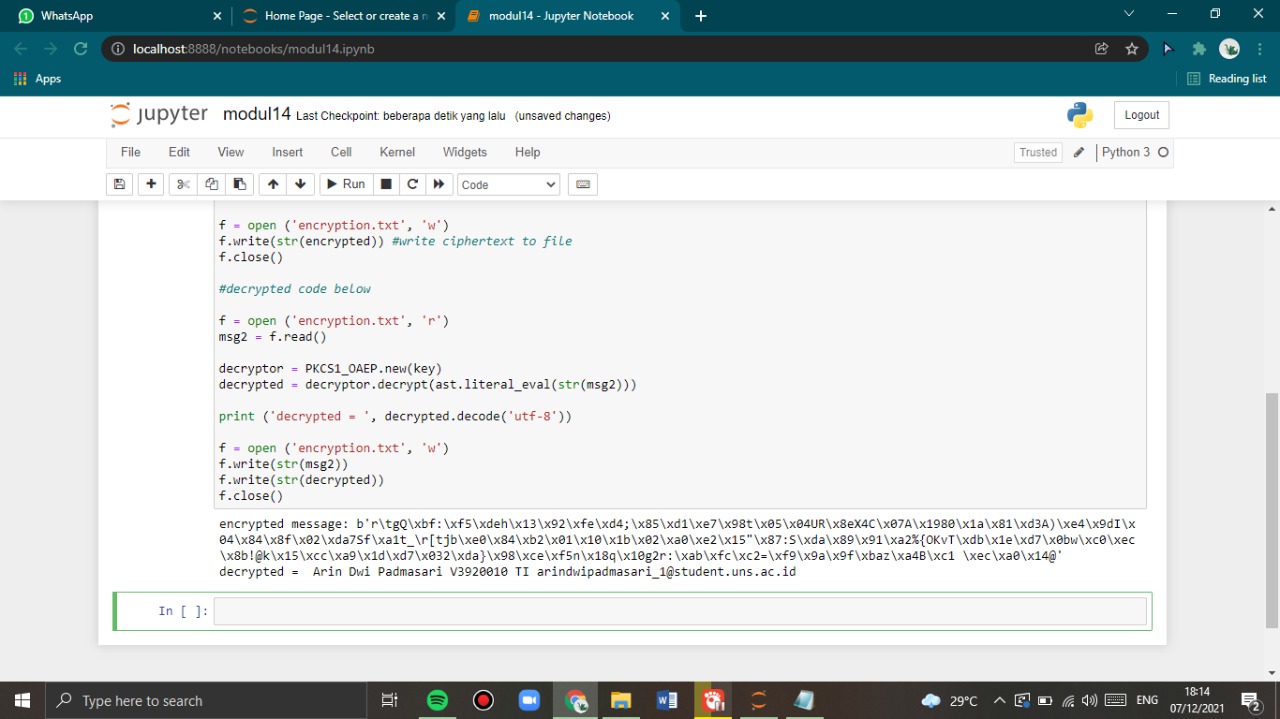 WhatsApp
Home Page - Select or create a n
modul14 - Jupyter Notebook
localhost:8888/notebooks/modul14.ipynb
Apps
Reading list
jupyter modul14 Last Checkpoint: beberapa detik yang lalu (unsaved changes)
Logout
File Edit View Insert Cell Kernel Widgets Help
Trusted Python 3
Run Code
f = open ('encryption.txt', 'w')
f.write(str(encrypted)) #write ciphertext to file
f.close()
#decrypted code below
f = open ('encryption.txt', 'r')
msg2 = f.read()
decryptor = PKCS1_OAEP.new(key)
decrypted = decryptor.decrypt(ast.literal_eval(str(msg2)))
print ('decrypted = ', decrypted.decode('utf-8'))
f = open ('encryption.txt', 'w')
f.write(str(msg2))
f.write(str(decrypted))
f.close()
encrypted message: b'r\tgQ\xbf:\xf5\xdeh\x13\x92\xfe\xd4;\x85\xd1\xe7\x98t\x05\x04UR\x8eX4C\x07A\x1980\x1a\x81\xd3A)\xe4\x9dI\x
04\x84\x8f\x02\xda7Sf\xa1t_\r[tjb\xe0\x84\xb2\x01\x10\x1b\x02\xa0\xe2\x15"\x87:S\xda\x89\x91\xa2%{OKvT\xdb\x1e\xd7\x0bw\xc0\xec
\x8b!@k\x15\xcc\xa9\x1d\xd7\x032\xda}\x98\xce\xf5n\x18q\x10g2r:\xab\xfc\xc2=\xf9\x9a\x9f\xbaz\xa4B\xc1 \xec\xa0\x14@'
decrypted =  Arin Dwi Padmasari V3920010 TI arindwipadmasari_1@student.uns.ac.id
In [ ]:
Type here to search
29°C
ENG
18:14
07/12/2021
2